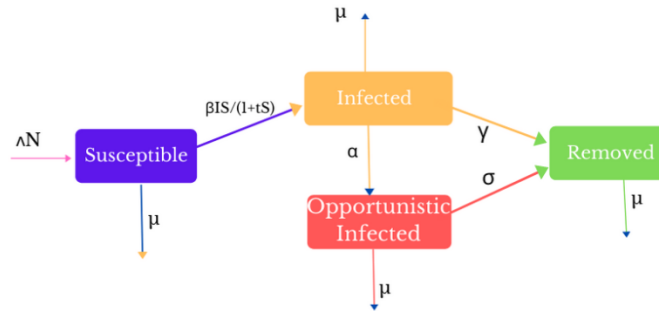 μ
βIS/(1+tS)
Infected
ʌN
Susceptible
α
γ
Removed
σ
μ
Opportunistic
Infected
μ
μ